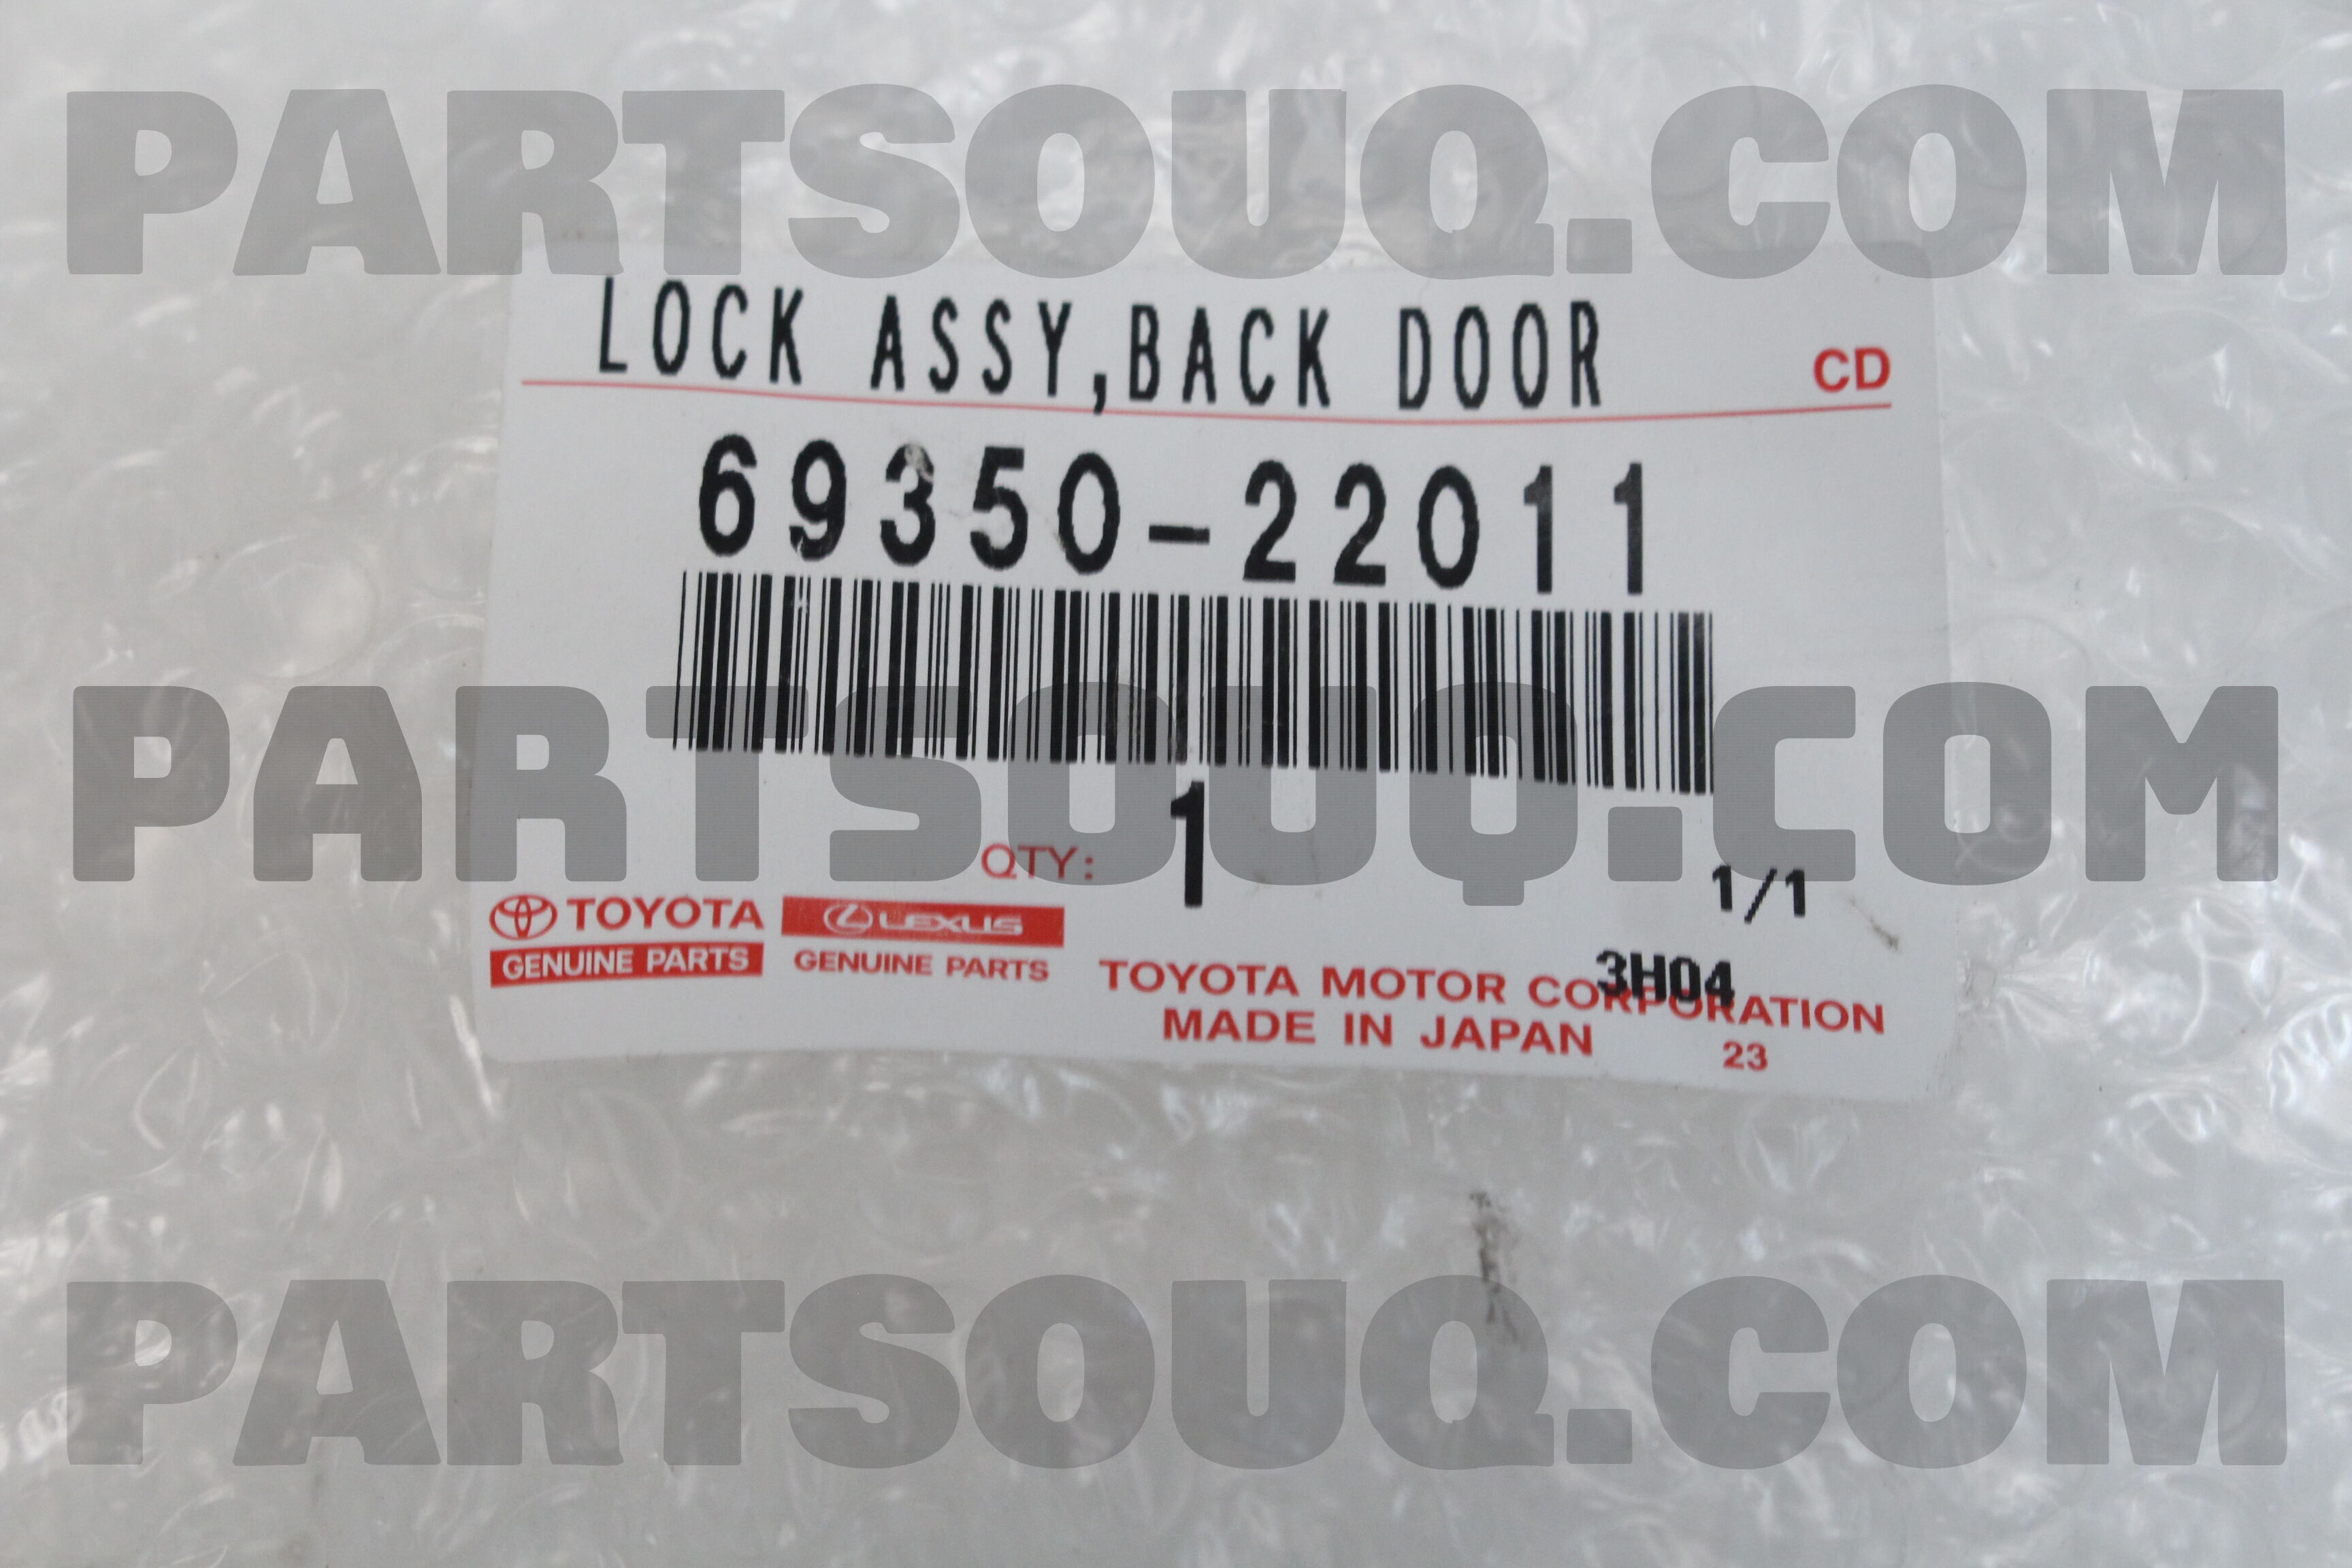 PARTSOUQ.COM
LOCK ASSY,BACK DOOR
CD
69350-22011
PARTSOUQ.COM
QTY: 1
1/1
TOYOTA
GENUINE PARTS
LEXUS
GENUINE PARTS
3H04
TOYOTA MOTOR CORPORATION
MADE IN JAPAN
23
PARTSOUQ.COM